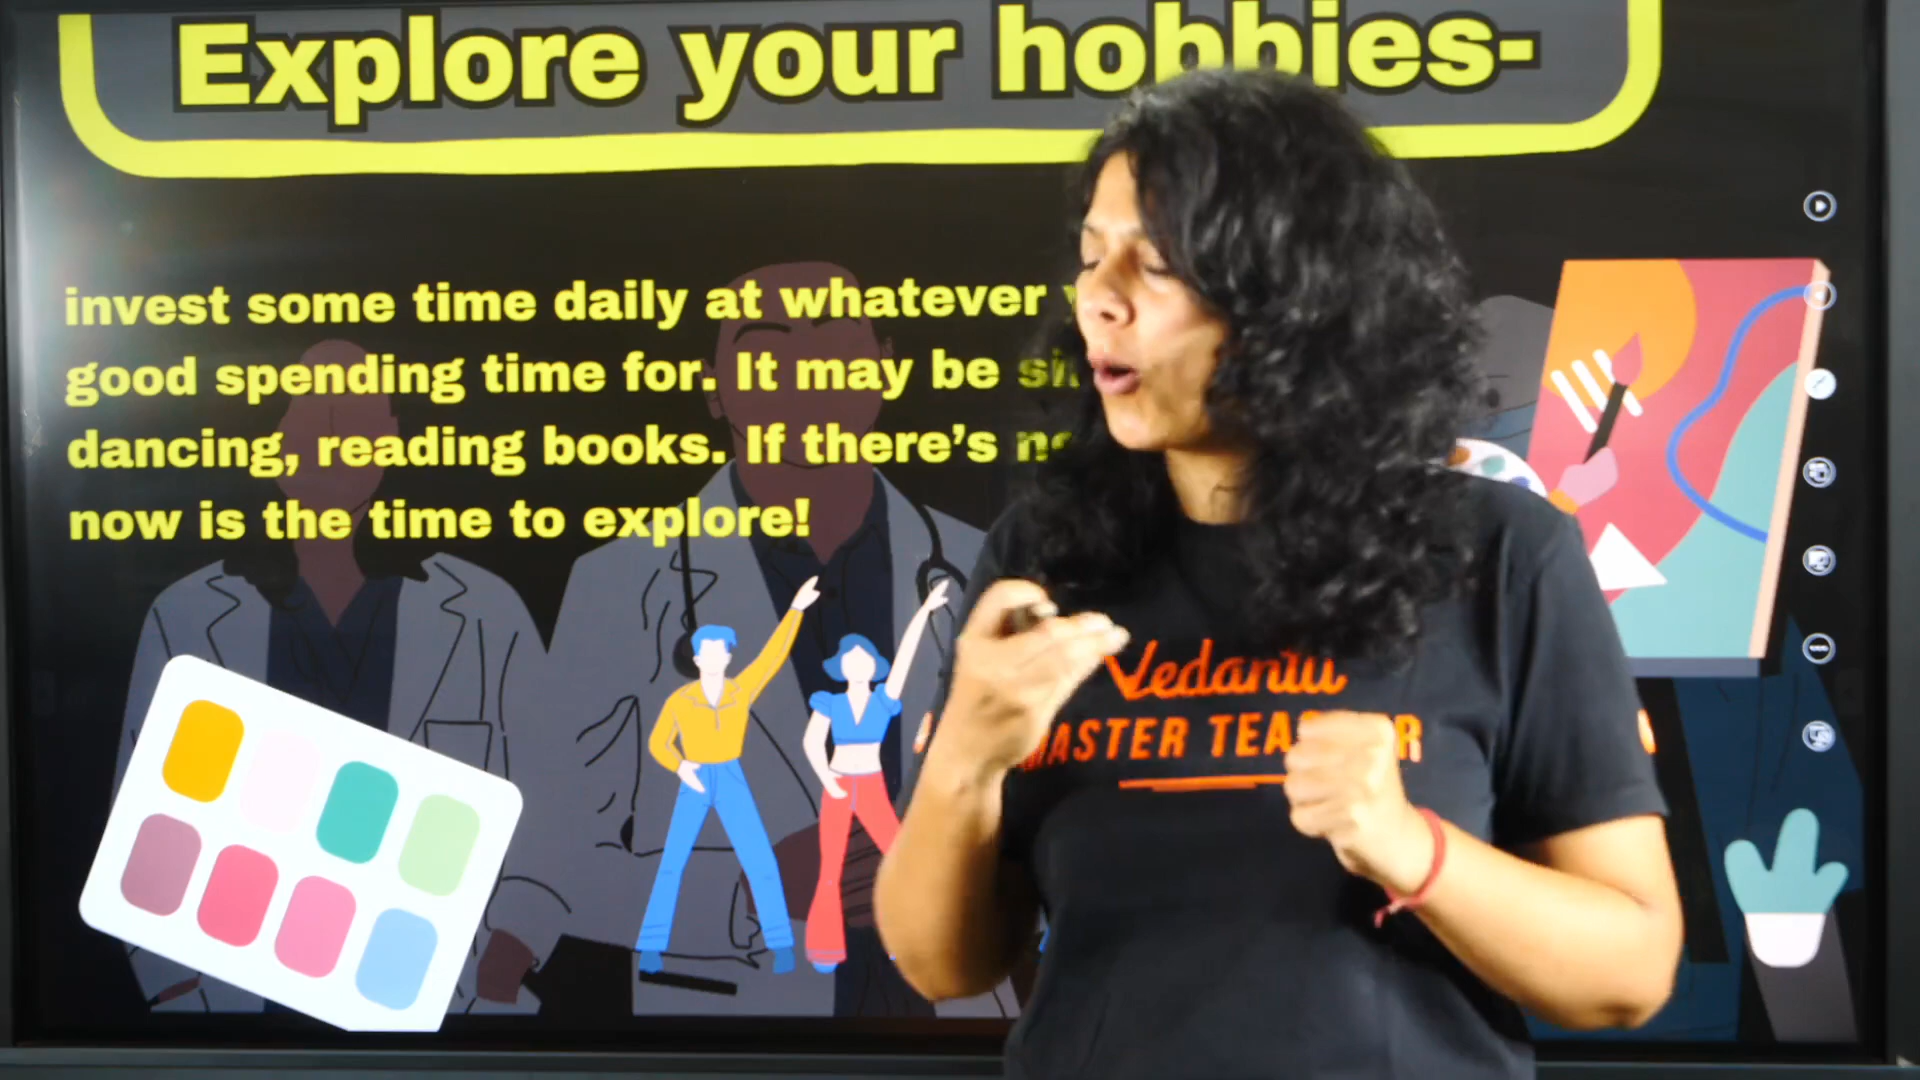 Explore your hobbies-
invest some time daily at whatever
good spending time for. It may be
dancing, reading books. If there's
now is the time to explore!
Vedantu
MASTER TEACHER